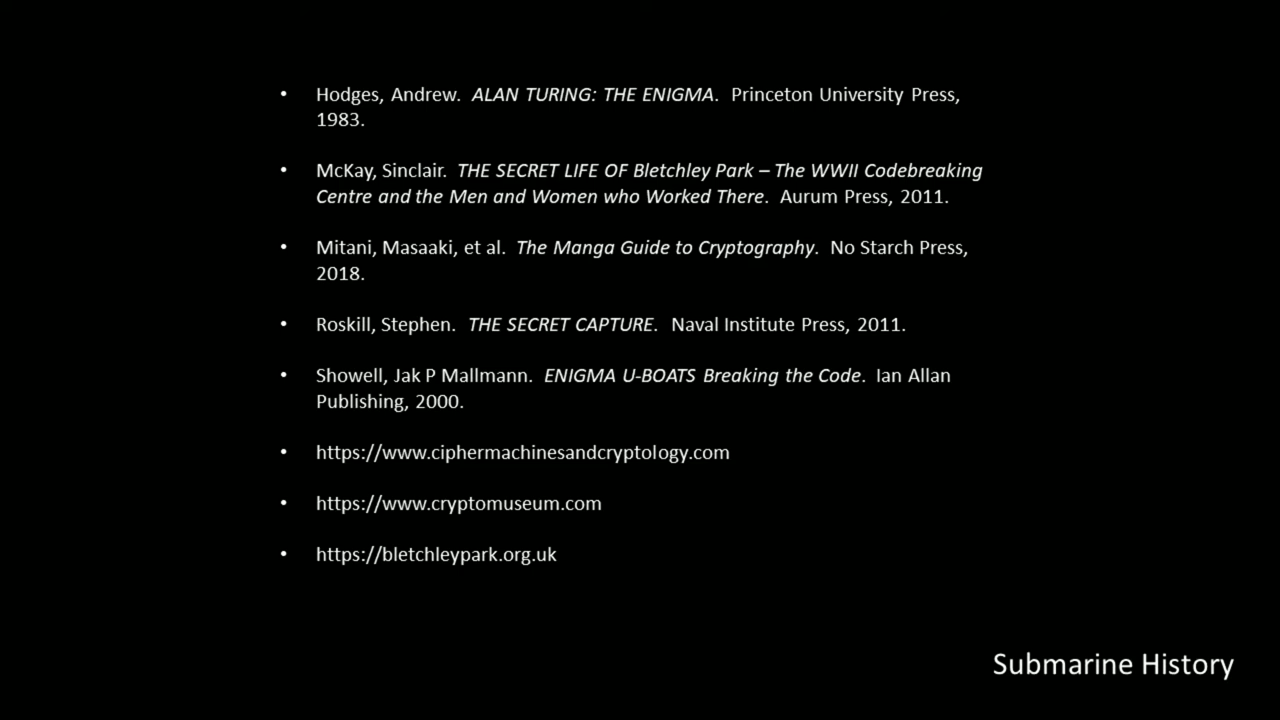 • Hodges, Andrew. ALAN TURING: THE ENIGMA. Princeton University Press,
1983.
• McKay, Sinclair. THE SECRET LIFE OF Bletchley Park – The WWII Codebreaking
Centre and the Men and Women who Worked There. Aurum Press, 2011.
• Mitani, Masaaki, et al. The Manga Guide to Cryptography. No Starch Press,
2018.
• Roskill, Stephen. THE SECRET CAPTURE. Naval Institute Press, 2011.
• Showell, Jak P Mallmann. ENIGMA U-BOATS Breaking the Code. Ian Allan
Publishing, 2000.
• https://www.ciphermachinesandcryptology.com
• https://www.cryptomuseum.com
• https://bletchleypark.org.uk
Submarine History